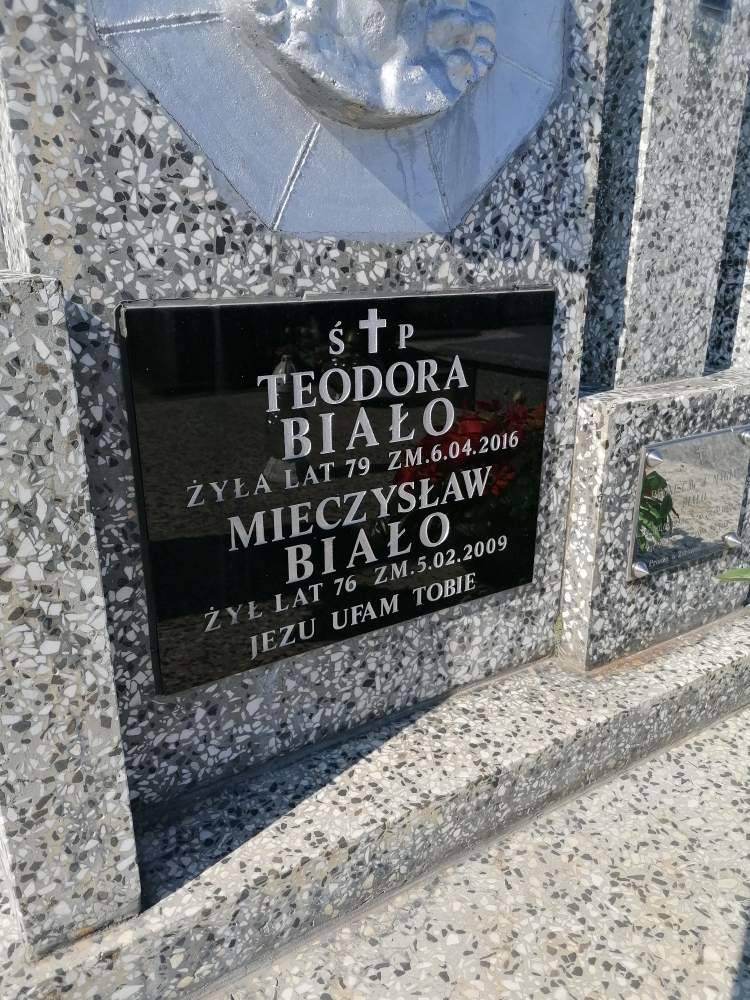 Ś P
TEODORA
BIAŁO
ŻYŁA LAT 79 ZM.6.04.2016
MIECZYSŁAW
BIAŁO
ŻYŁ LAT 76 ZM.5.02.2009
JEZU UFAM TOBIE
BIAŁO